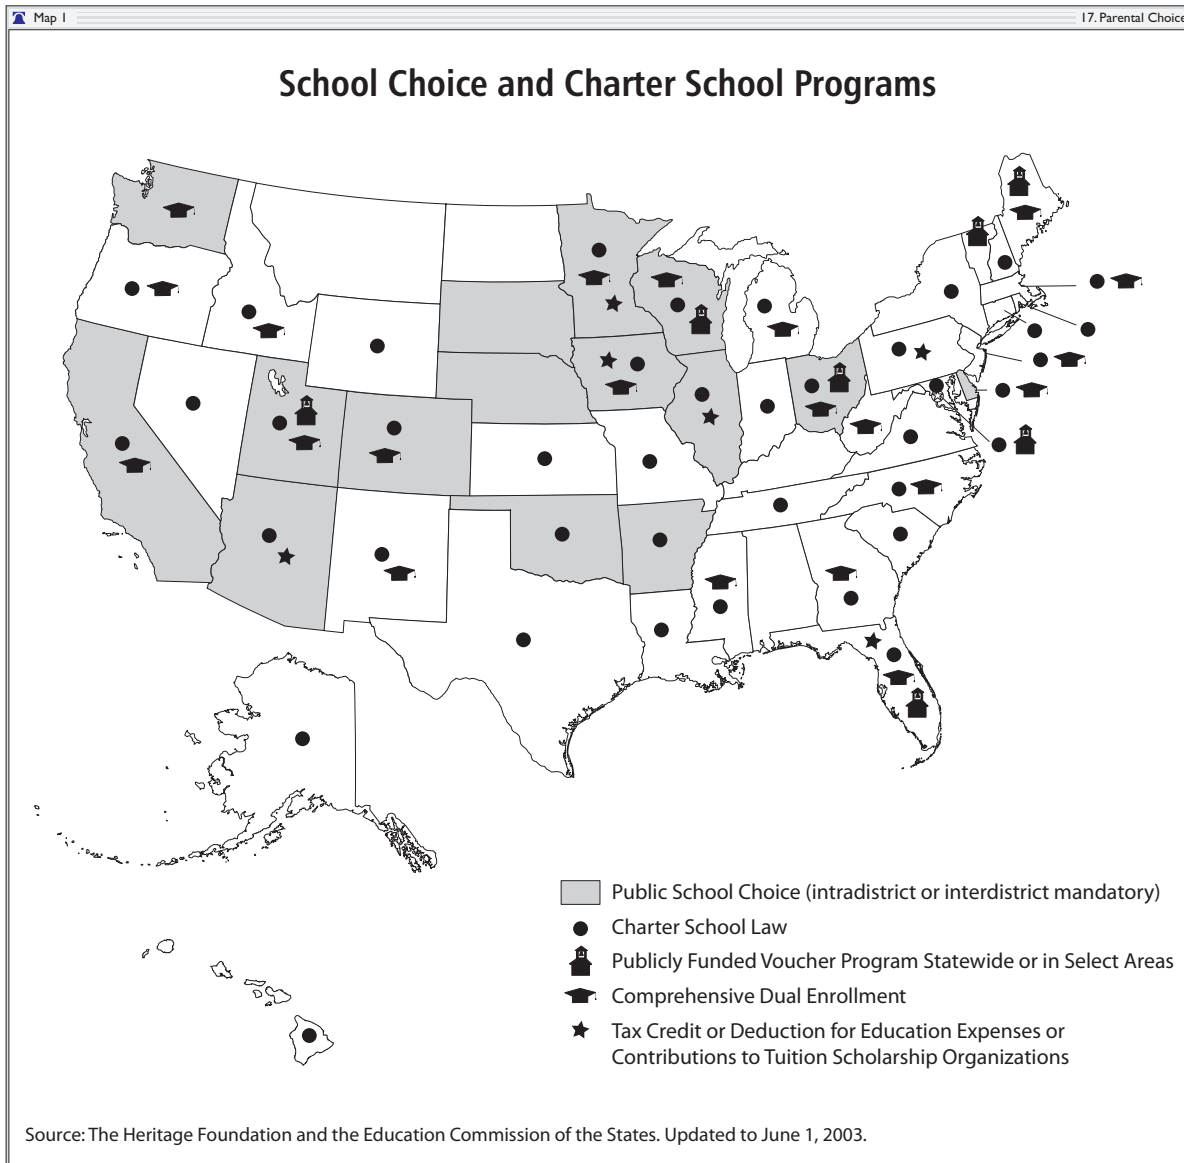 Map 1
17. Parental Choice
School Choice and Charter School Programs
Public School Choice (intradistrict or interdistrict mandatory)
Charter School Law
Publicly Funded Voucher Program Statewide or in Select Areas
Comprehensive Dual Enrollment
Tax Credit or Deduction for Education Expenses or
Contributions to Tuition Scholarship Organizations
Source: The Heritage Foundation and the Education Commission of the States. Updated to June 1, 2003.